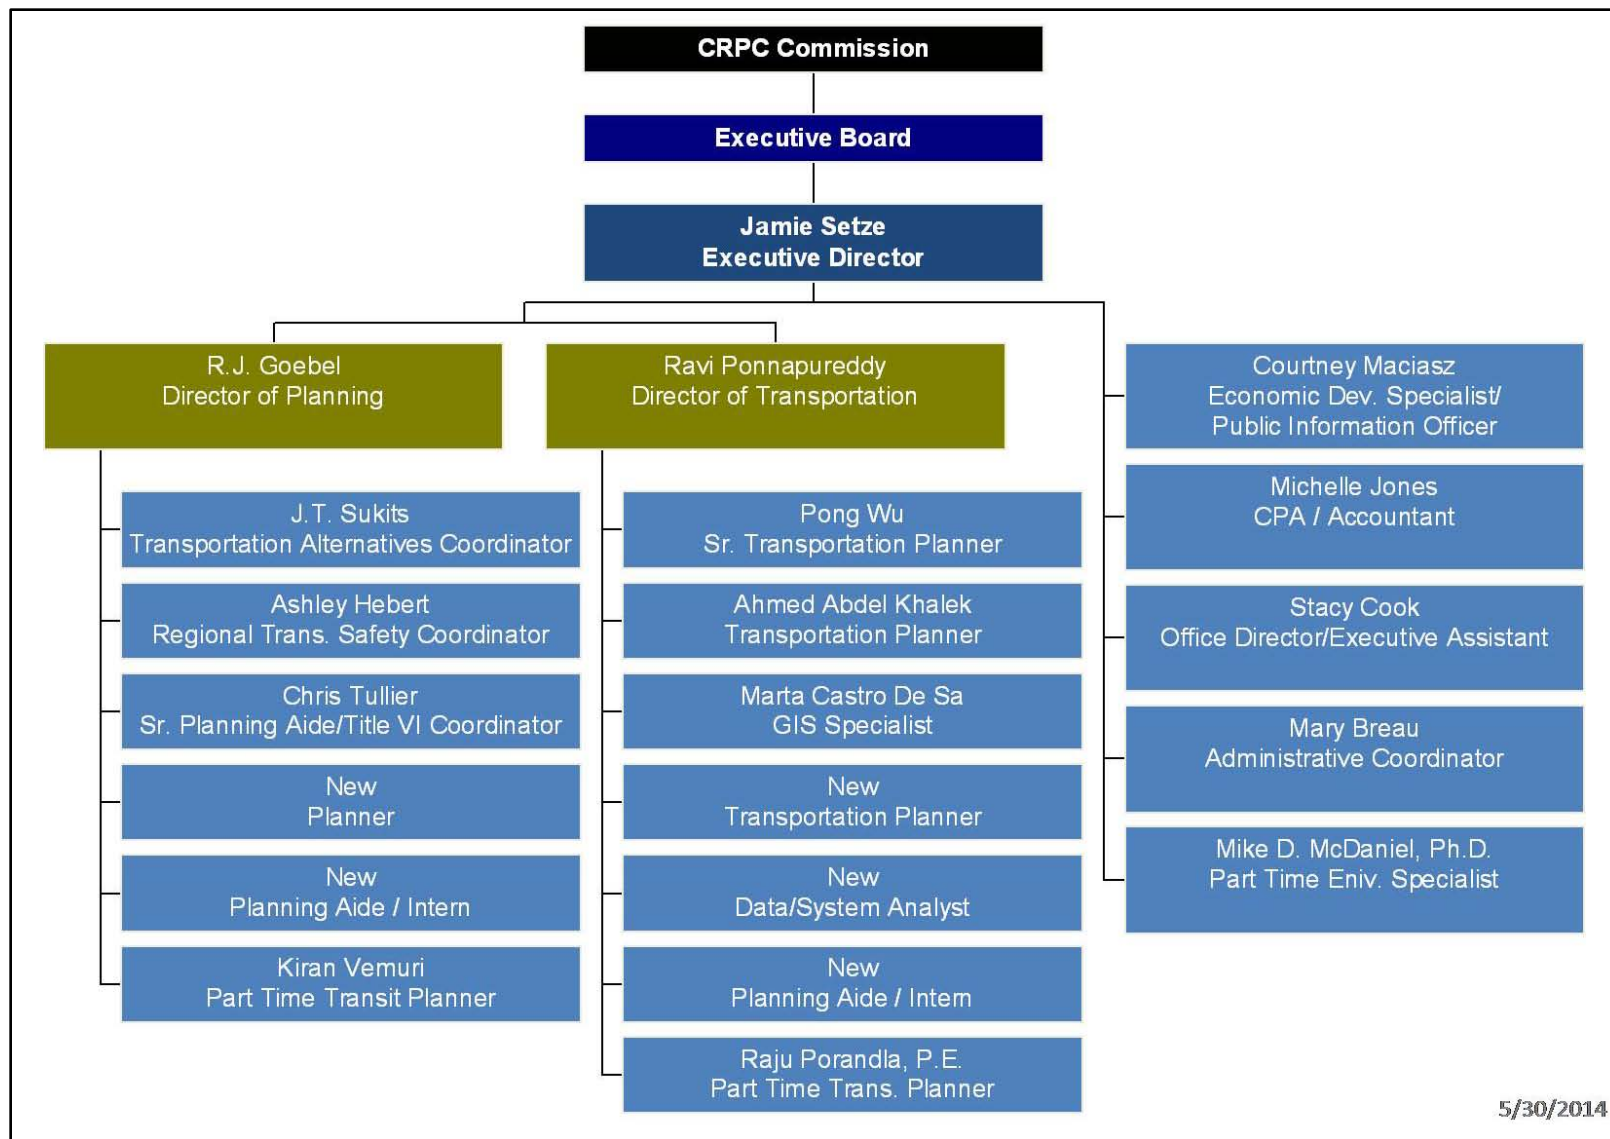 CRPC Commission
Executive Board
Jamie Setze
Executive Director
R.J. Goebel
Director of Planning
J.T. Sukits
Transportation Alternatives Coordinator
Ashley Hebert
Regional Trans. Safety Coordinator
Chris Tullier
Sr. Planning Aide/Title VI Coordinator
New
Planner
New
Planning Aide / Intern
Kiran Vemuri
Part Time Transit Planner
Ravi Ponnapureddy
Director of Transportation
Pong Wu
Sr. Transportation Planner
Ahmed Abdel Khalek
Transportation Planner
Marta Castro De Sa
GIS Specialist
New
Transportation Planner
New
Data/System Analyst
New
Planning Aide / Intern
Raju Porandla, P.E.
Part Time Trans. Planner
Courtney Maciasz
Economic Dev. Specialist/
Public Information Officer
Michelle Jones
CPA / Accountant
Stacy Cook
Office Director/Executive Assistant
Mary Breau
Administrative Coordinator
Mike D. McDaniel, Ph.D.
Part Time Eniv. Specialist
5/30/2014